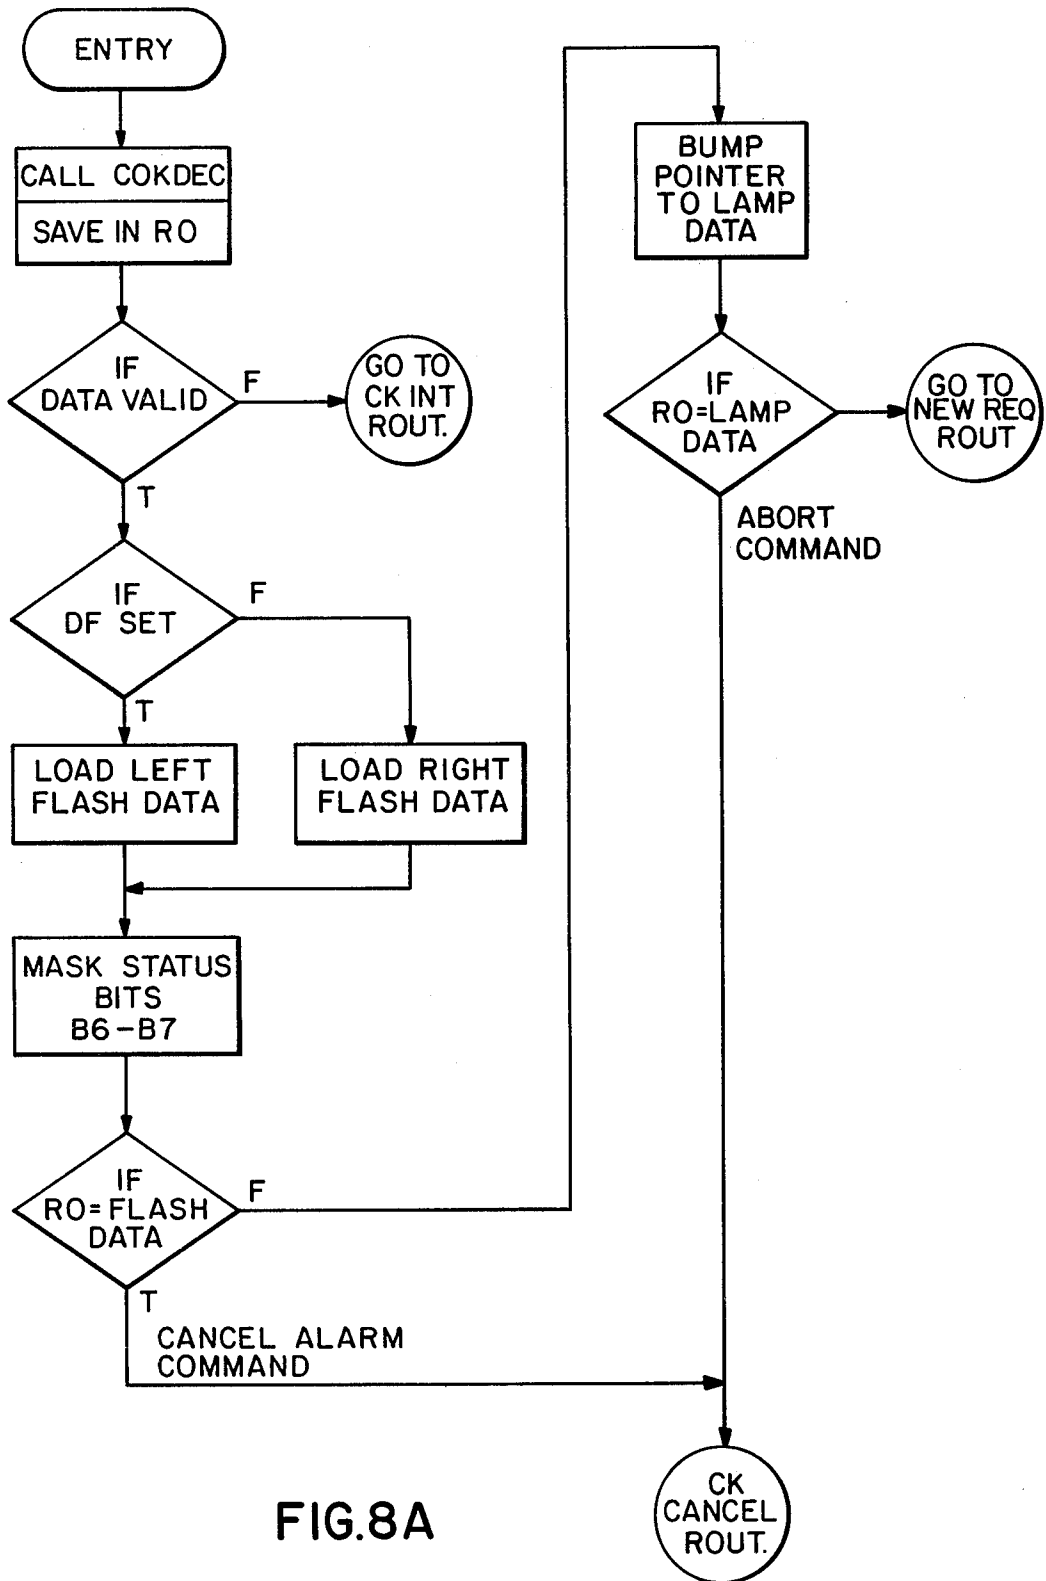 ENTRY
CALL COKDEC
SAVE IN RO
IF
DATA VALID
F
GO TO
CK INT
ROUT.
T
IF
DF SET
F
T
LOAD LEFT
FLASH DATA
LOAD RIGHT
FLASH DATA
MASK STATUS
BITS
B6-B7
IF
RO=FLASH
DATA
F
T
CANCEL ALARM
COMMAND
BUMP
POINTER
TO LAMP
DATA
IF
RO=LAMP
DATA
GO TO
NEW REQ
ROUT
ABORT
COMMAND
CK
CANCEL
ROUT.
FIG.8A